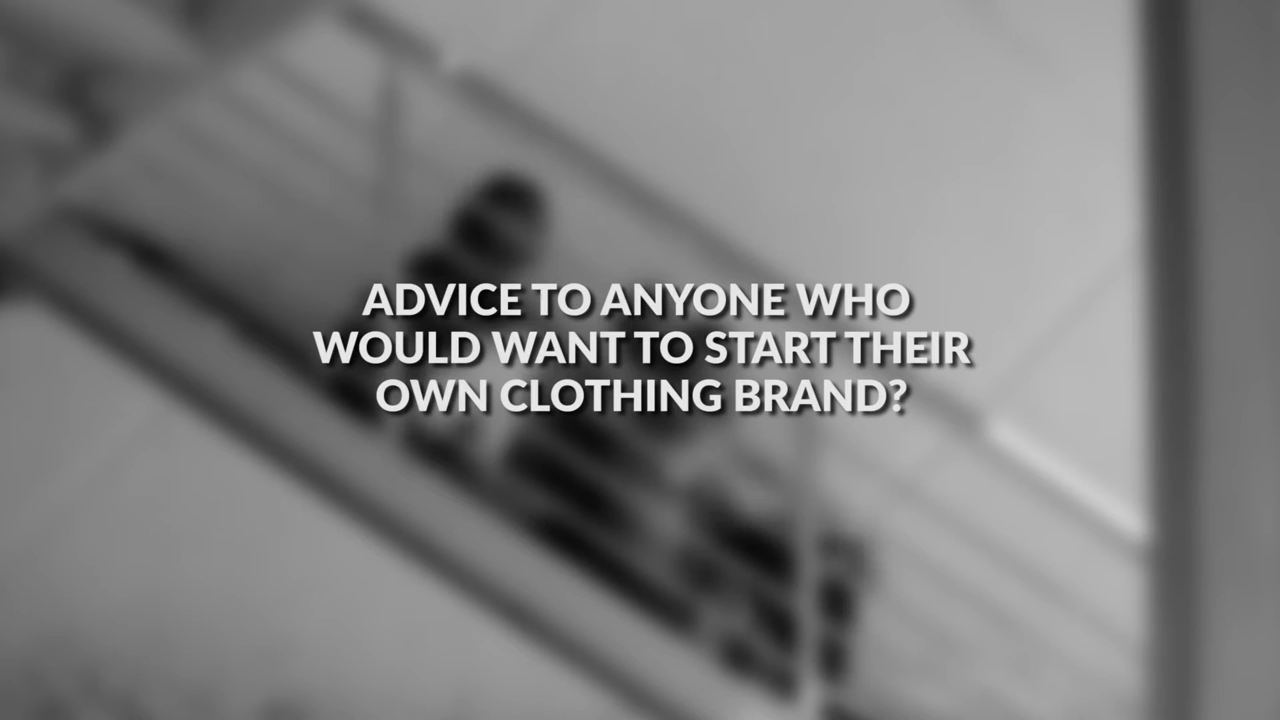 ADVICE TO ANYONE WHO
WOULD WANT TO START THEIR
OWN CLOTHING BRAND?